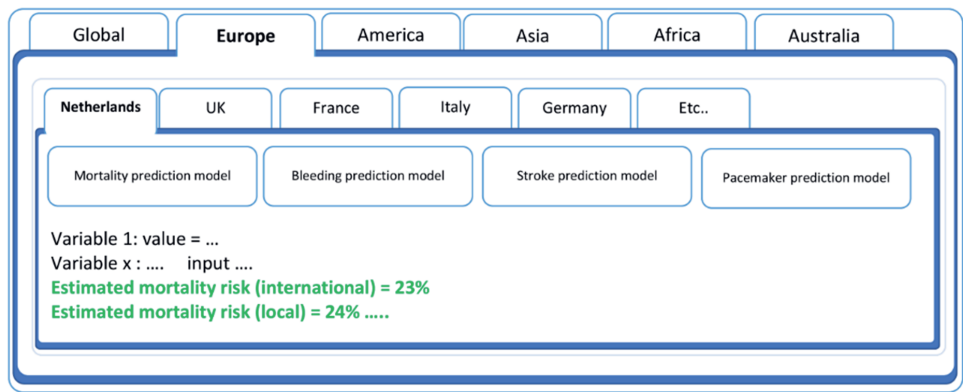 Global Europe America Asia Africa Australia
Netherlands UK France Italy Germany Etc..
Mortality prediction model Bleeding prediction model Stroke prediction model Pacemaker prediction model
Variable 1: value = ...
Variable x : .... input ....
Estimated mortality risk (international) = 23%
Estimated mortality risk (local) = 24% .....